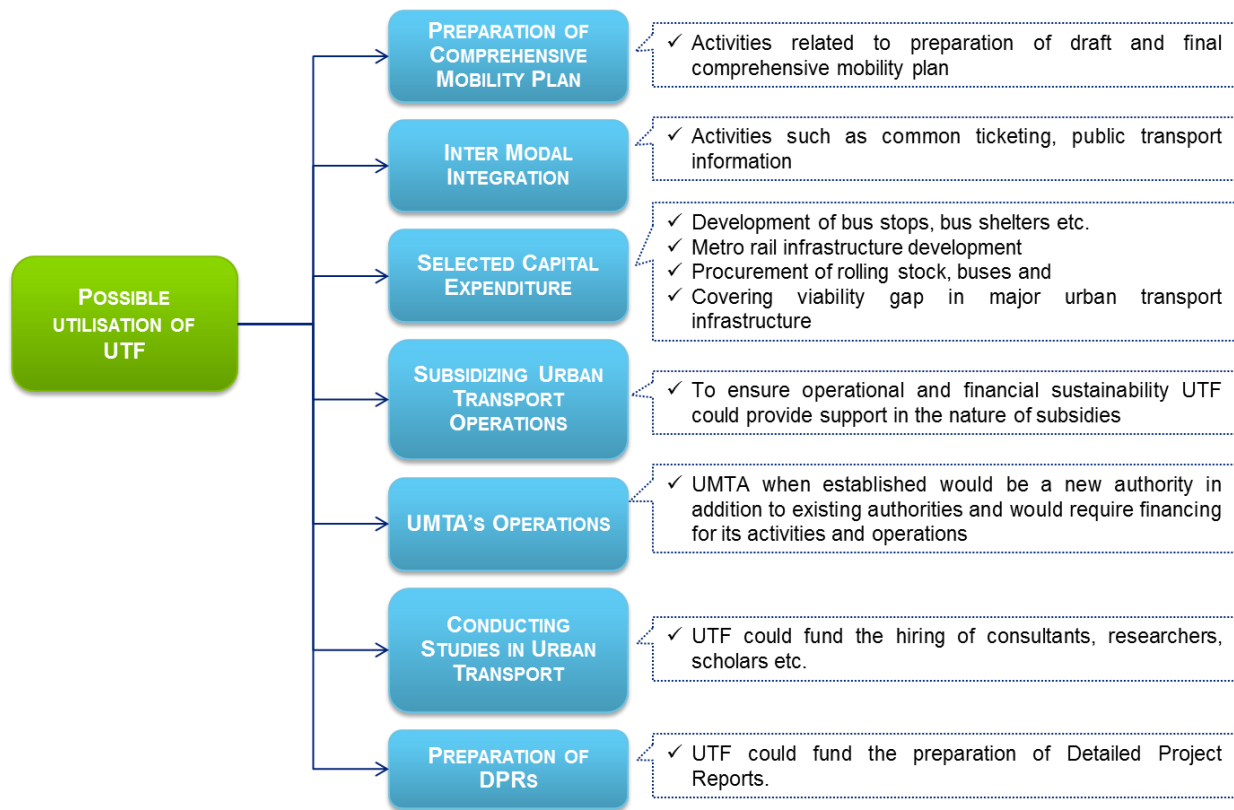 POSSIBLE
UTILISATION OF
UTF
PREPARATION OF
COMPREHENSIVE
MOBILITY PLAN
✓ Activities related to preparation of draft and final
comprehensive mobility plan
INTER MODAL
INTEGRATION
✓ Activities such as common ticketing, public transport
information
SELECTED CAPITAL
EXPENDITURE
✓ Development of bus stops, bus shelters etc.
✓ Metro rail infrastructure development
✓ Procurement of rolling stock, buses and
✓ Covering viability gap in major urban transport
infrastructure
SUBSIDIZING URBAN
TRANSPORT
OPERATIONS
✓ To ensure operational and financial sustainability UTF
could provide support in the nature of subsidies
UMTA'S OPERATIONS
✓ UMTA when established would be a new authority in
addition to existing authorities and would require financing
for its activities and operations
CONDUCTING
STUDIES IN URBAN
TRANSPORT
✓ UTF could fund the hiring of consultants, researchers,
scholars etc.
PREPARATION OF
DPRS
✓ UTF could fund the preparation of Detailed Project
Reports.